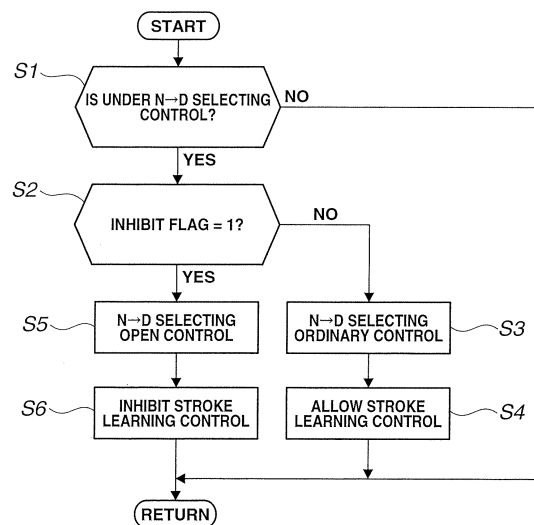 START
S1
IS UNDER N→D SELECTING
CONTROL?
NO
YES
S2
INHIBIT FLAG = 1?
NO
YES
S5
N→D SELECTING
OPEN CONTROL
N→D SELECTING
ORDINARY CONTROL
S3
S6
INHIBIT STROKE
LEARNING CONTROL
ALLOW STROKE
LEARNING CONTROL
S4
RETURN